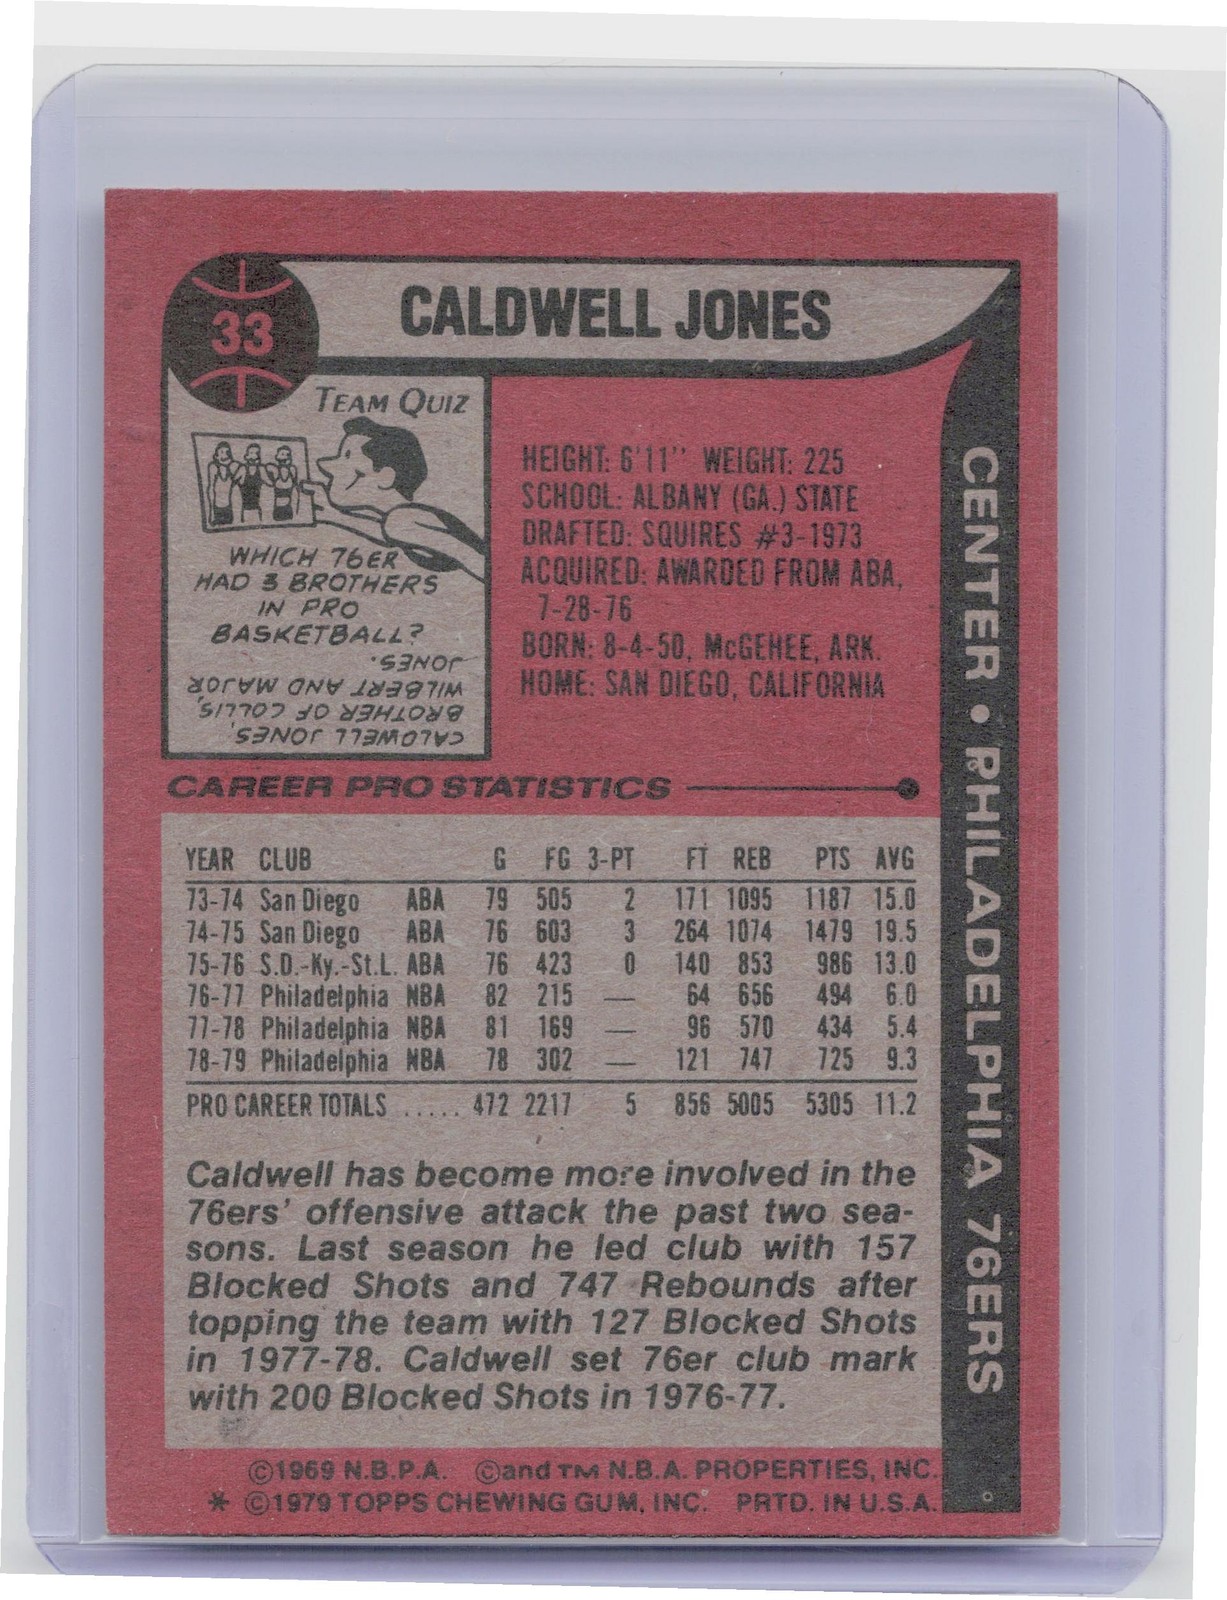 33
CALDWELL JONES
TEAM QUIZ
WHICH 76ER
HAD 3 BROTHERS
IN PRO
BASKETBALL?
CALDWELL JONES,
BROTHER OF COLLIS,
WILBERT AND MAJOR
JONES.
HEIGHT: 6'11" WEIGHT: 225
SCHOOL: ALBANY (GA.) STATE
DRAFTED: SQUIRES #3-1973
ACQUIRED: AWARDED FROM ABA,
7-28-76
BORN: 8-4-50, McGEHEE, ARK.
HOME: SAN DIEGO, CALIFORNIA
CENTER • PHILADELPHIA 76ERS
CAREER PRO STATISTICS
YEAR CLUB G FG 3-PT FT REB PTS AVG
73-74 San Diego ABA 79 505 2 171 1095 1187 15.0
74-75 San Diego ABA 76 603 3 264 1074 1479 19.5
75-76 S.D.-Ky.-St.L. ABA 76 423 0 140 853 986 13.0
76-77 Philadelphia NBA 82 215 — 64 656 494 6.0
77-78 Philadelphia NBA 81 169 — 96 570 434 5.4
78-79 Philadelphia NBA 78 302 — 121 747 725 9.3
PRO CAREER TOTALS ..... 472 2217 5 856 5005 5305 11.2
Caldwell has become more involved in the
76ers' offensive attack the past two sea-
sons. Last season he led club with 157
Blocked Shots and 747 Rebounds after
topping the team with 127 Blocked Shots
in 1977-78. Caldwell set 76er club mark
with 200 Blocked Shots in 1976-77.
©1969 N.B.P.A. ©and TM N.B.A. PROPERTIES, INC.
* ©1979 TOPPS CHEWING GUM, INC. PRTD. IN U.S.A.